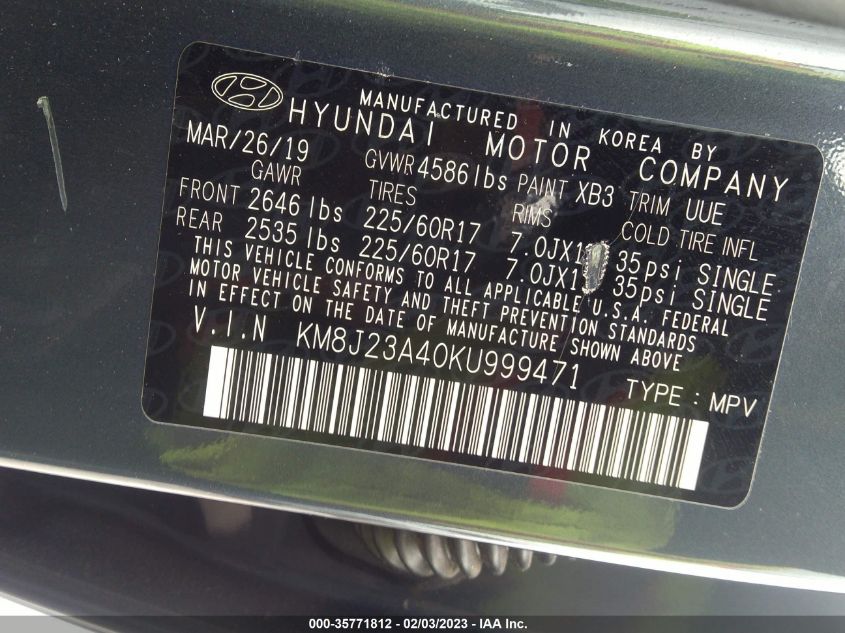 MANUFACTURED IN KOREA BY
HYUNDAI MOTOR COMPANY
MAR/26/19 GVWR 4586 lbs PAINT XB3 TRIM UUE
GAWR TIRES RIMS COLD TIRE INFL
FRONT 2646 lbs 225/60R17 35psi SINGLE
REAR 2535 lbs 225/60R17 35psi SINGLE
THIS VEHICLE CONFORMS TO ALL APPLICABLE U.S.A. FEDERAL
MOTOR VEHICLE SAFETY AND THEFT PREVENTION STANDARDS
IN EFFECT ON THE DATE OF MANUFACTURE SHOWN ABOVE
V.I.N KM8J23A40KU999471 TYPE : MPV
000-35771812 - 02/03/2023 - IAA Inc.